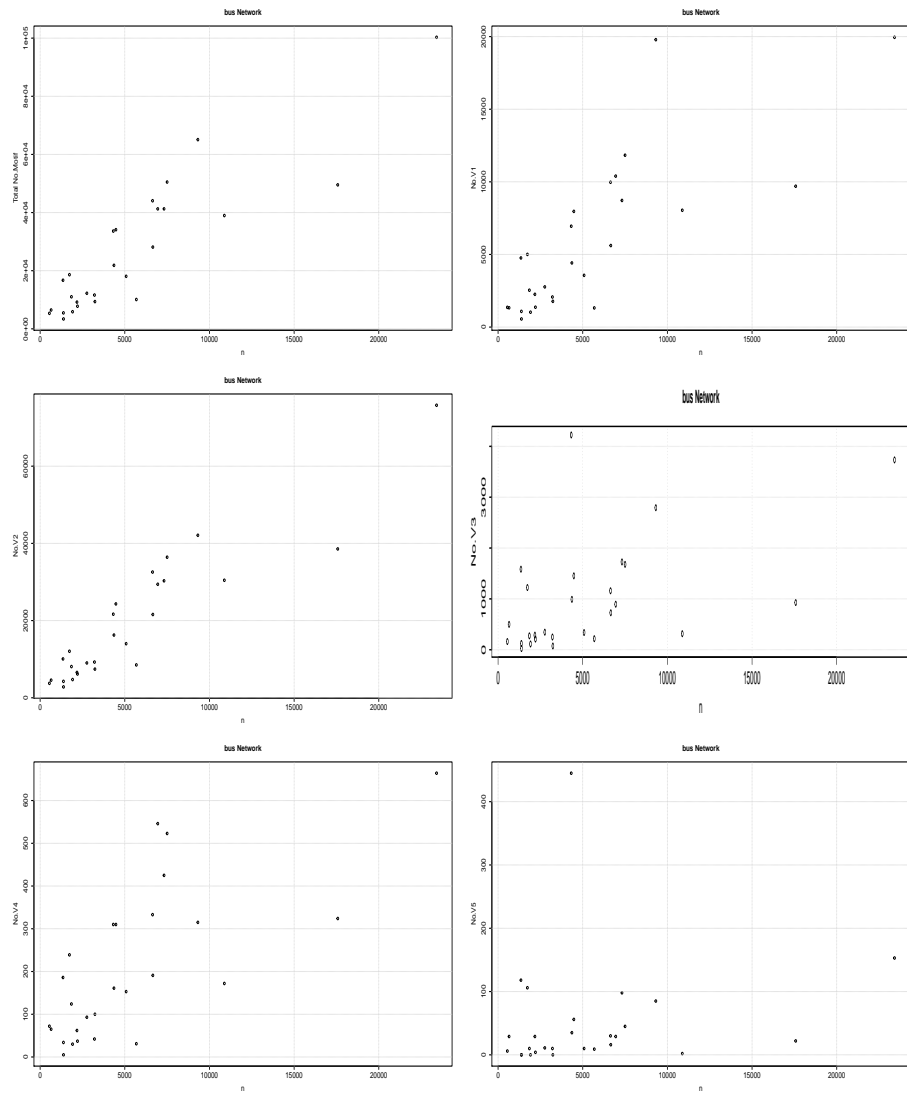 bus Network
Total No.Motif
0e+00 2e+04 4e+04 6e+04 8e+04 1e+05
0 5000 10000 15000 20000
n
bus Network
No.V1
0 5000 10000 15000 20000
0 5000 10000 15000 20000
n
bus Network
No.V2
0 20000 40000 60000
0 5000 10000 15000 20000
n
bus Network
No.V3
0 1000 3000
0 5000 10000 15000 20000
n
bus Network
No.V4
0 100 200 300 400 500 600
0 5000 10000 15000 20000
n
bus Network
No.V5
0 100 200 300 400
0 5000 10000 15000 20000
n